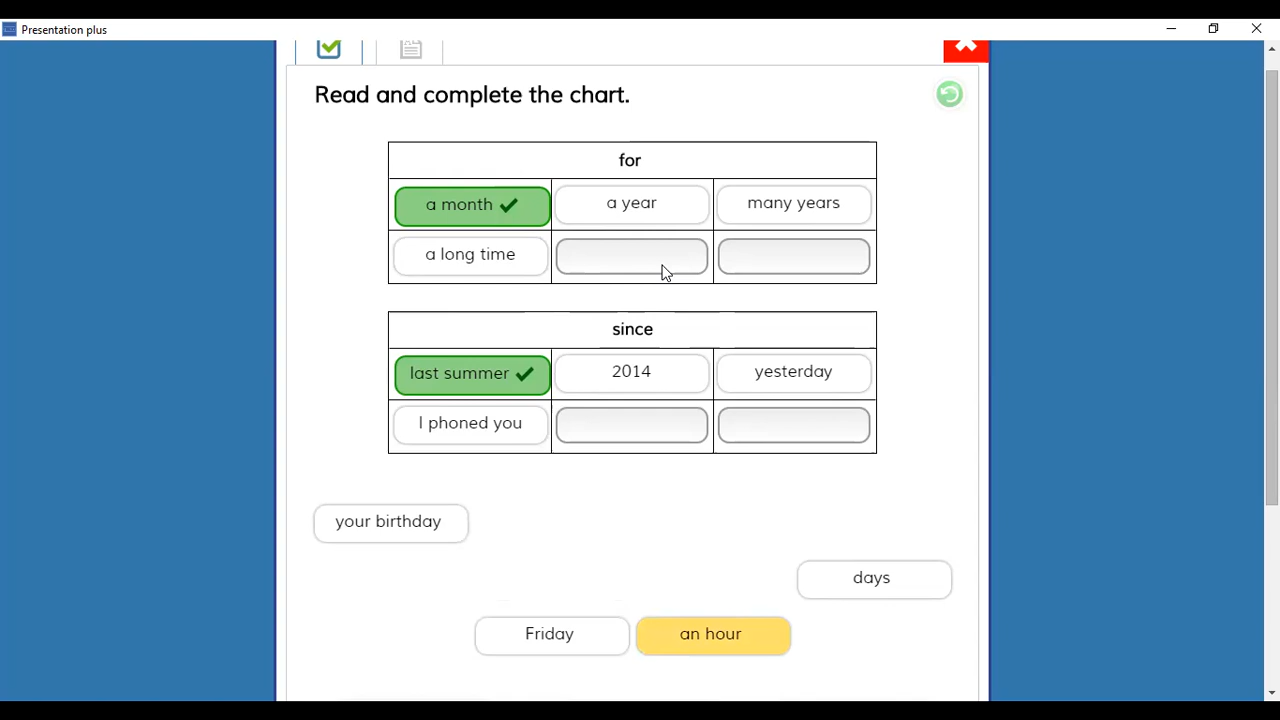 Presentation plus
Read and complete the chart.
for
a month a year many years
a long time
since
last summer 2014 yesterday
I phoned you
your birthday
days
Friday an hour